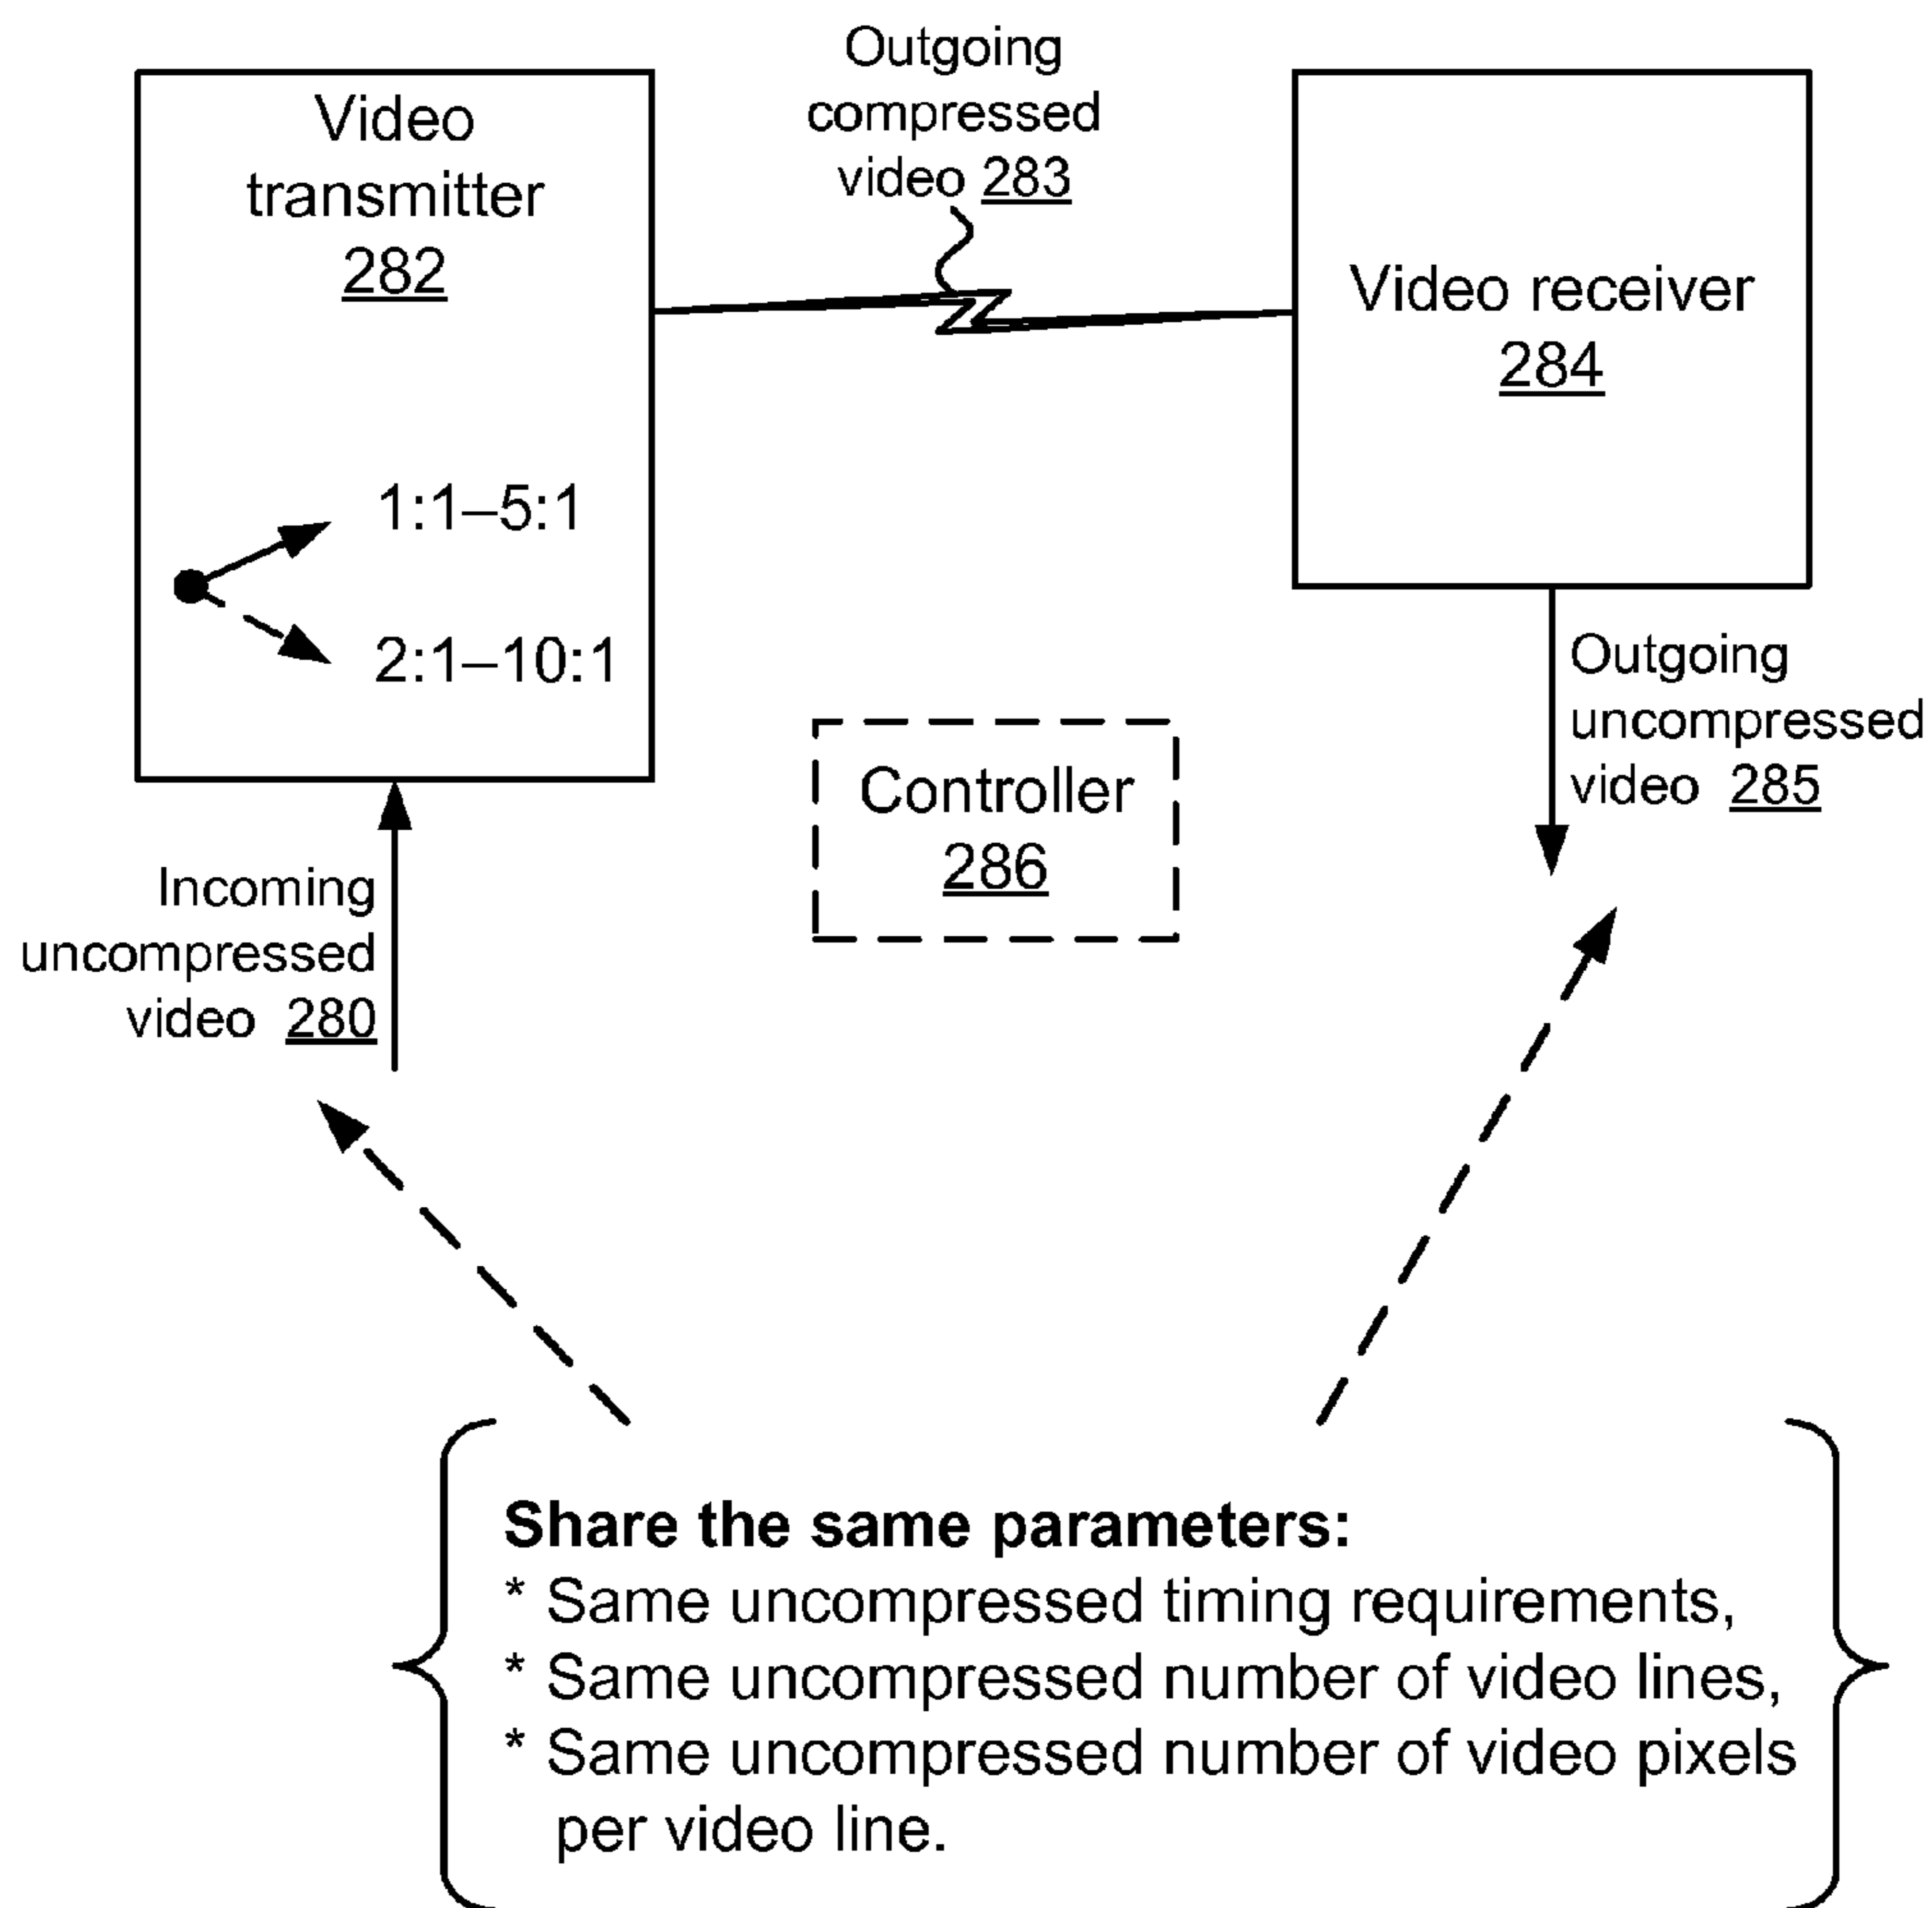 Outgoing
compressed
video 283
Video
transmitter
282
Video receiver
284
1:1–5:1
2:1–10:1
Outgoing
uncompressed
video 285
Controller
286
Incoming
uncompressed
video 280
Share the same parameters:
* Same uncompressed timing requirements,
* Same uncompressed number of video lines,
* Same uncompressed number of video pixels
per video line.